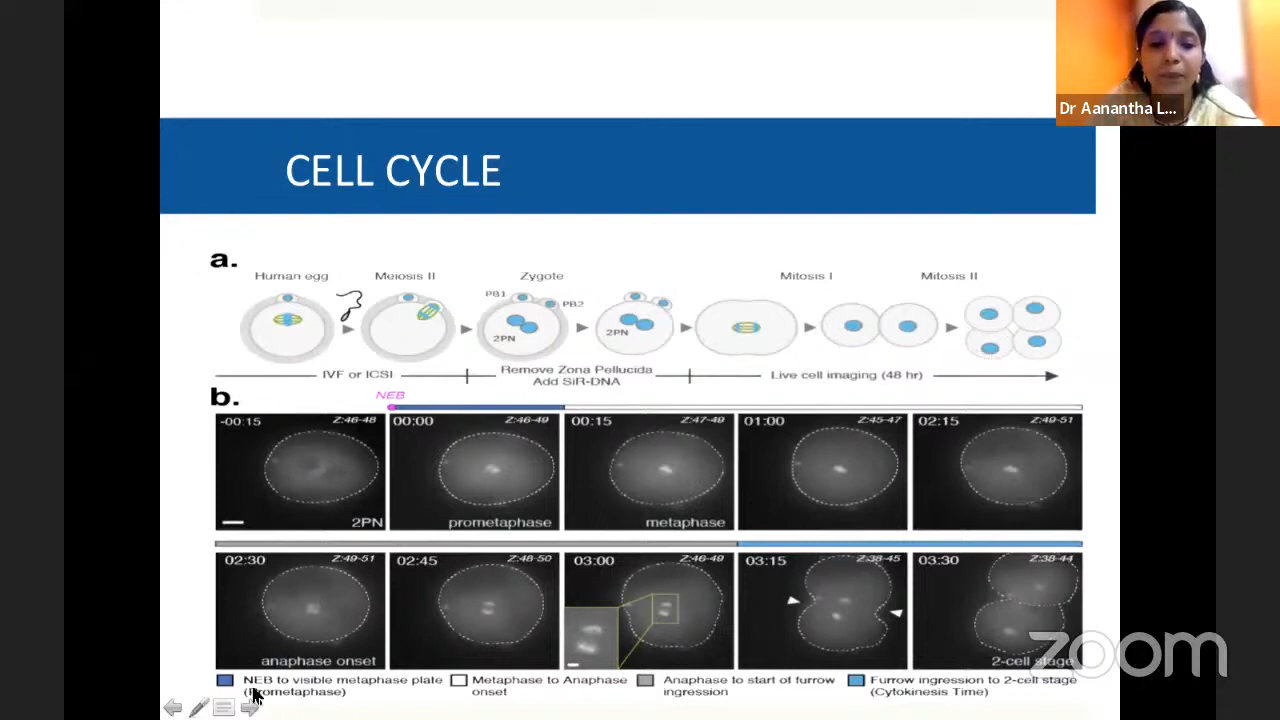 Dr Aanantha L...
CELL CYCLE
a.
Human egg
Meiosis II
Zygote
Mitosis I
Mitosis II
PB1
PB2
2PN
2PN
IVF or ICSI
Remove Zona Pellucida
Add SiR-DNA
Live cell imaging (48 hr)
b.
NEB
-00:15
Z:46-48
00:00
Z:46-49
00:15
Z:47-49
01:00
Z:45-47
02:15
Z:49-51
2PN
prometaphase
metaphase
02:30
Z:49-51
02:45
Z:48-50
03:00
Z:46-49
03:15
Z:38-45
03:30
Z:38-44
anaphase onset
2-cell stage
zoom
NEB to visible metaphase plate
(Prometaphase)
Metaphase to Anaphase
onset
Anaphase to start of furrow
ingression
Furrow ingression to 2-cell stage
(Cytokinesis Time)